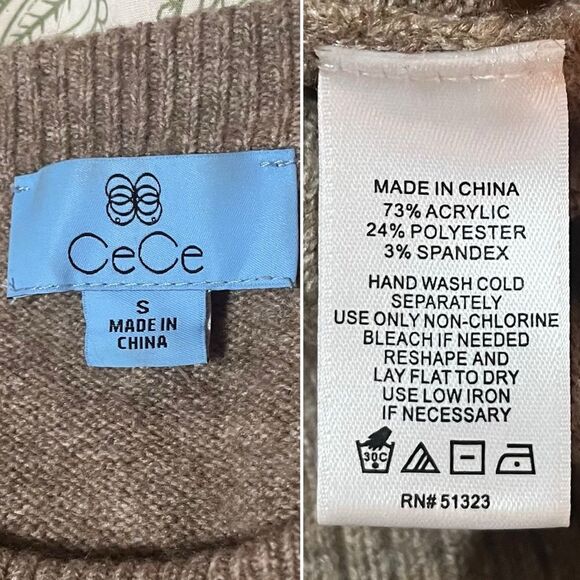 CeCe
S
MADE IN
CHINA
MADE IN CHINA
73% ACRYLIC
24% POLYESTER
3% SPANDEX
HAND WASH COLD
SEPARATELY
USE ONLY NON-CHLORINE
BLEACH IF NEEDED
RESHAPE AND
LAY FLAT TO DRY
USE LOW IRON
IF NECESSARY
30C
RN# 51323